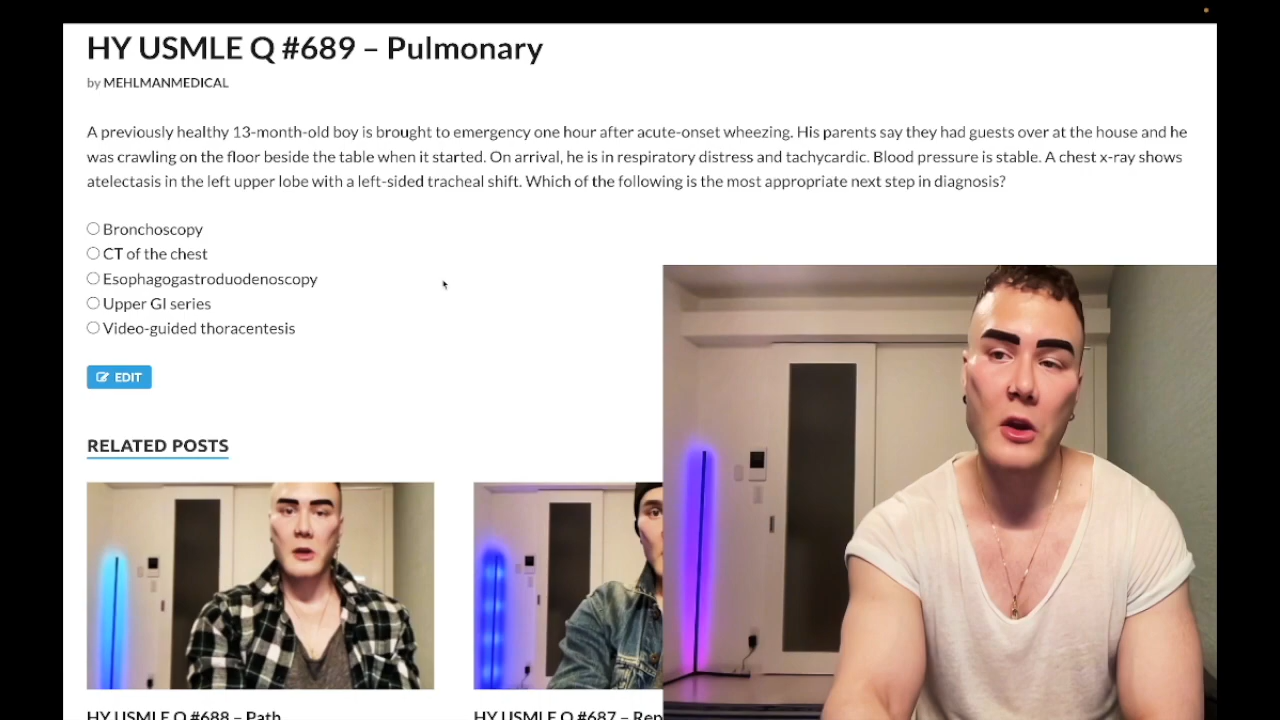 HY USMLE Q #689 – Pulmonary
by MEHLMANMEDICAL
A previously healthy 13-month-old boy is brought to emergency one hour after acute-onset wheezing. His parents say they had guests over at the house and he
was crawling on the floor beside the table when it started. On arrival, he is in respiratory distress and tachycardic. Blood pressure is stable. A chest x-ray shows
atelectasis in the left upper lobe with a left-sided tracheal shift. Which of the following is the most appropriate next step in diagnosis?
Bronchoscopy
CT of the chest
Esophagogastroduodenoscopy
Upper GI series
Video-guided thoracentesis
EDIT
RELATED POSTS
HY USMLE Q #688 – Path
HY USMLE Q #687 – Rep